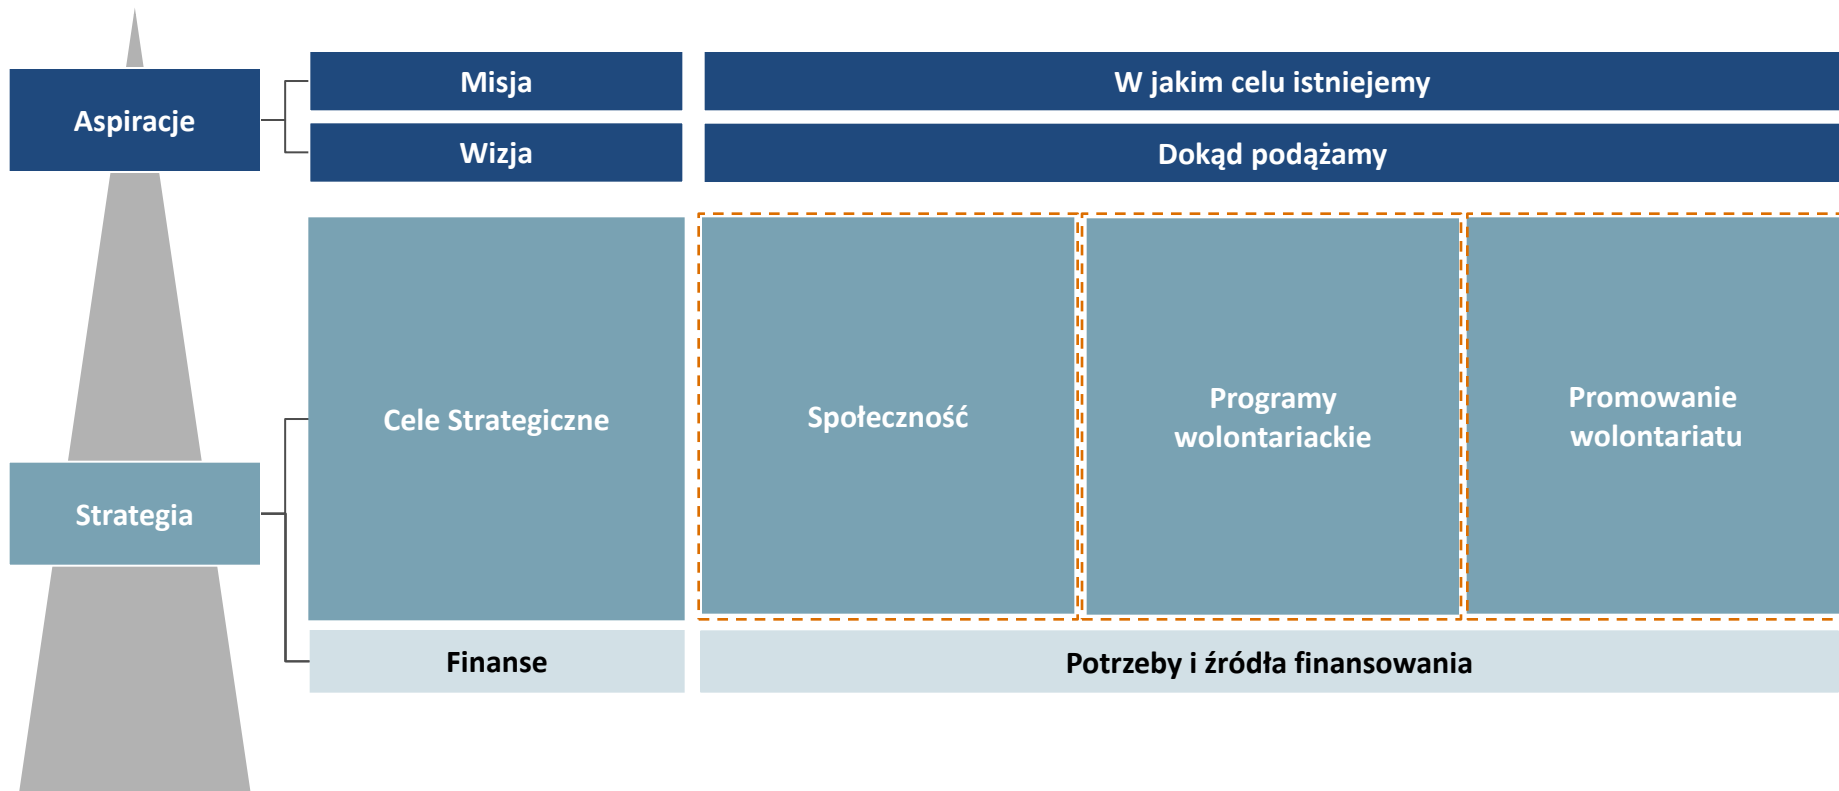 Aspiracje
Misja
W jakim celu istniejemy
Wizja
Dokąd podążamy
Strategia
Cele Strategiczne
Społeczność
Programy
wolontariackie
Promowanie
wolontariatu
Finanse
Potrzeby i źródła finansowania